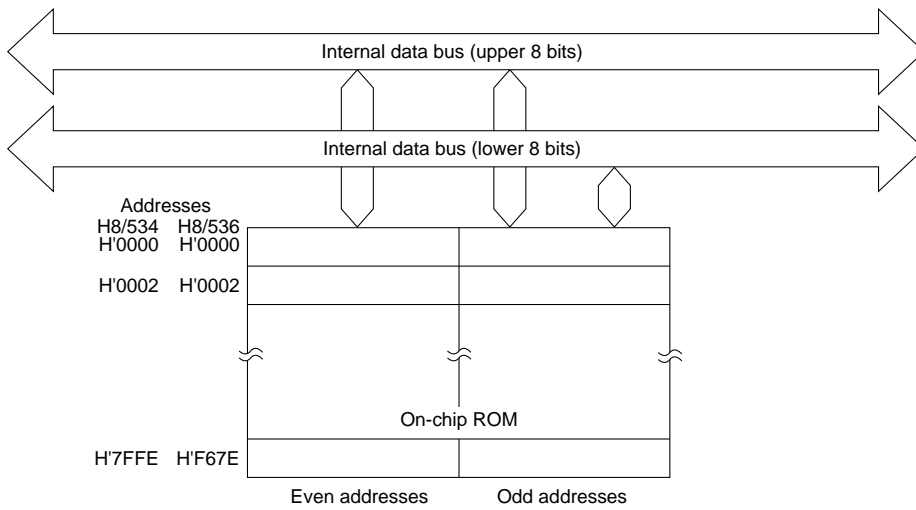 Internal data bus (upper 8 bits)
Internal data bus (lower 8 bits)
Addresses
H8/534 H8/536
H'0000 H'0000
H'0002 H'0002
On-chip ROM
H'7FFE H'F67E
Even addresses Odd addresses